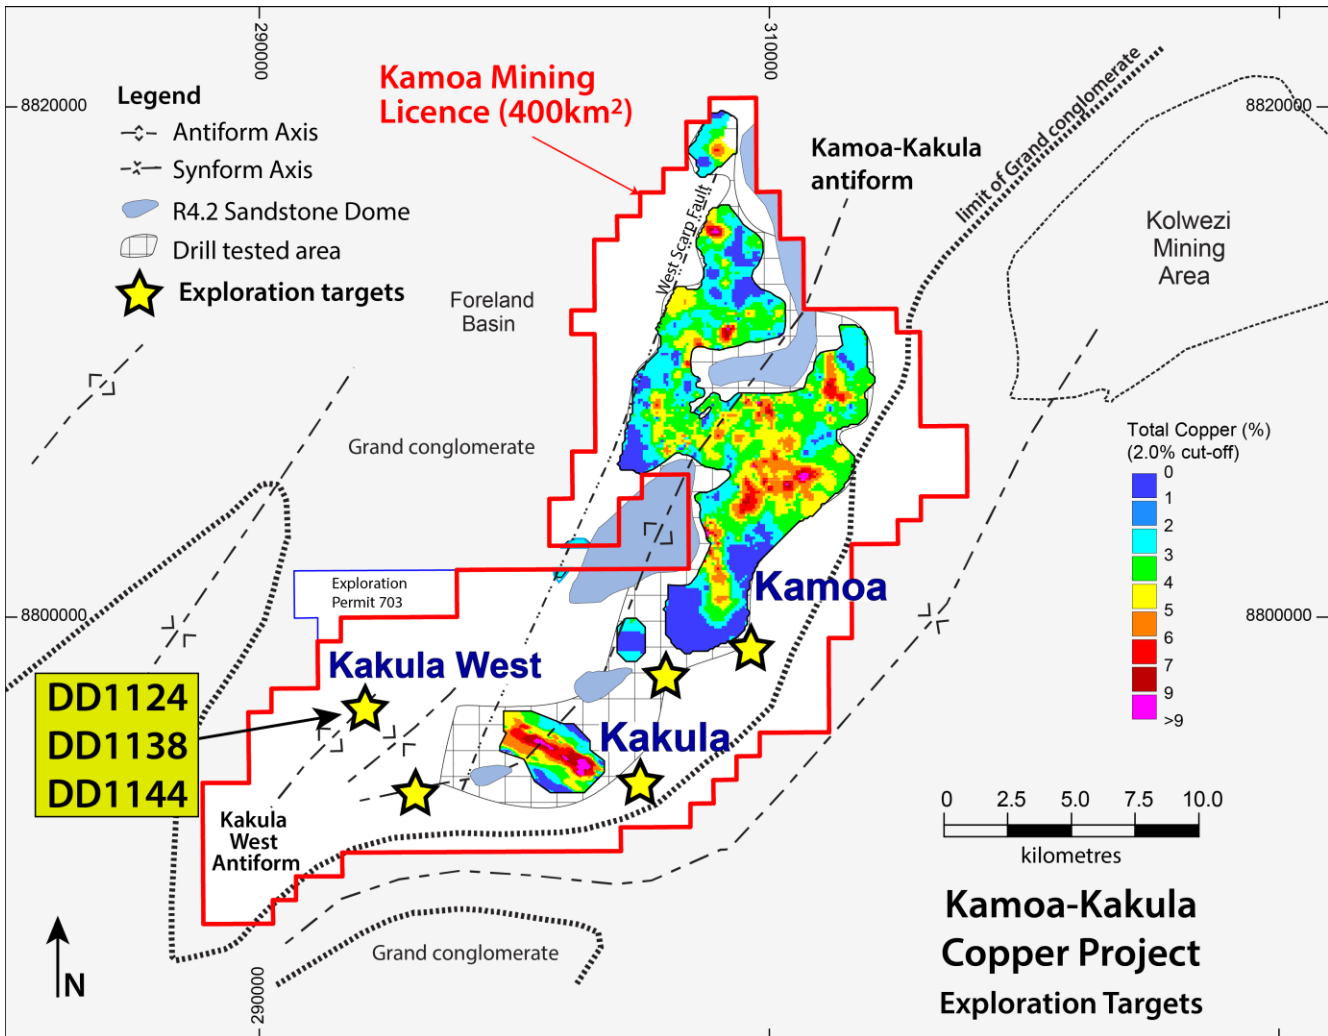 290000
310000
Kamoa Mining
Licence (400km²)
8820000
8820000
Legend
Antiform Axis
Synform Axis
R4.2 Sandstone Dome
Drill tested area
Exploration targets
Kamoa-Kakula
antiform
limit of Grand conglomerate
Kolwezi
Mining
Area
West Scarp Fault
Foreland
Basin
Grand conglomerate
Total Copper (%)
(2.0% cut-off)
0
1
2
3
4
5
6
7
9
>9
Exploration
Permit 703
Kamoa
8800000
8800000
Kakula West
DD1124
DD1138
DD1144
Kakula
Kakula
West
Antiform
0 2.5 5.0 7.5 10.0
kilometres
Kamoa-Kakula
Copper Project
Exploration Targets
Grand conglomerate
N
290000